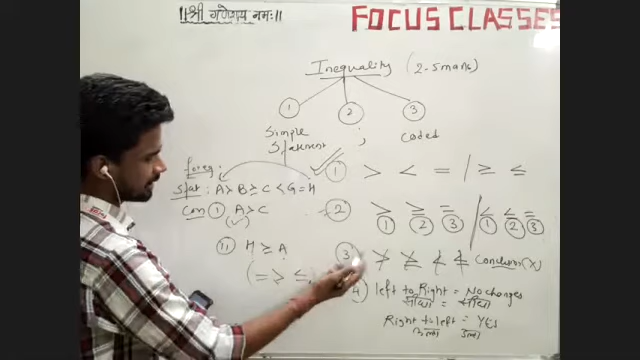 ||श्री गणेशाय नमः||
FOCUS CLASSES
Inequality (2-5 marks)
① ② ③
Simple Statement ; Coded
① > < = / ≥ ≤
② ≥ ≥ = / ≤ ≤ =
① ② ③ ① ② ③
③ Conclusion (X)
④ left to Right = No changes
सीधा = सीधा
Right to left = Yes
उल्टा उल्टा
Stat: A > B ≥ C < G = H
Con ① A > C
(✓)
② H ≥ A